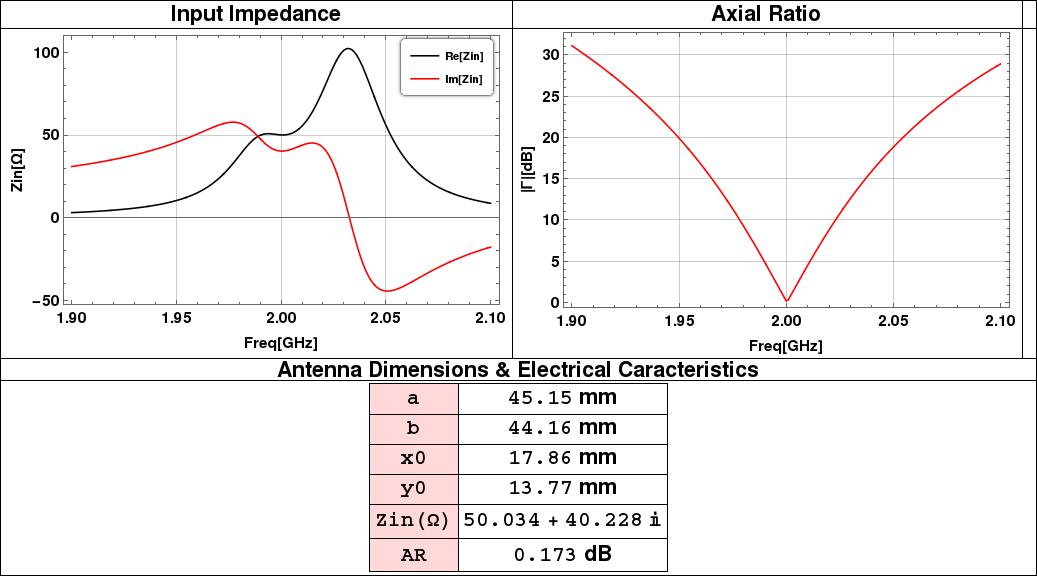 Input Impedance
Axial Ratio
100
50
0
−50
Zin[Ω]
Re[Zin]
Im[Zin]
1.90 1.95 2.00 2.05 2.10
Freq[GHz]
30
25
20
15
10
5
0
|Γ|[dB]
1.90 1.95 2.00 2.05 2.10
Freq[GHz]
Antenna Dimensions & Electrical Caracteristics
a 45.15 mm
b 44.16 mm
x0 17.86 mm
y0 13.77 mm
Zin(Ω) 50.034 + 40.228 i
AR 0.173 dB